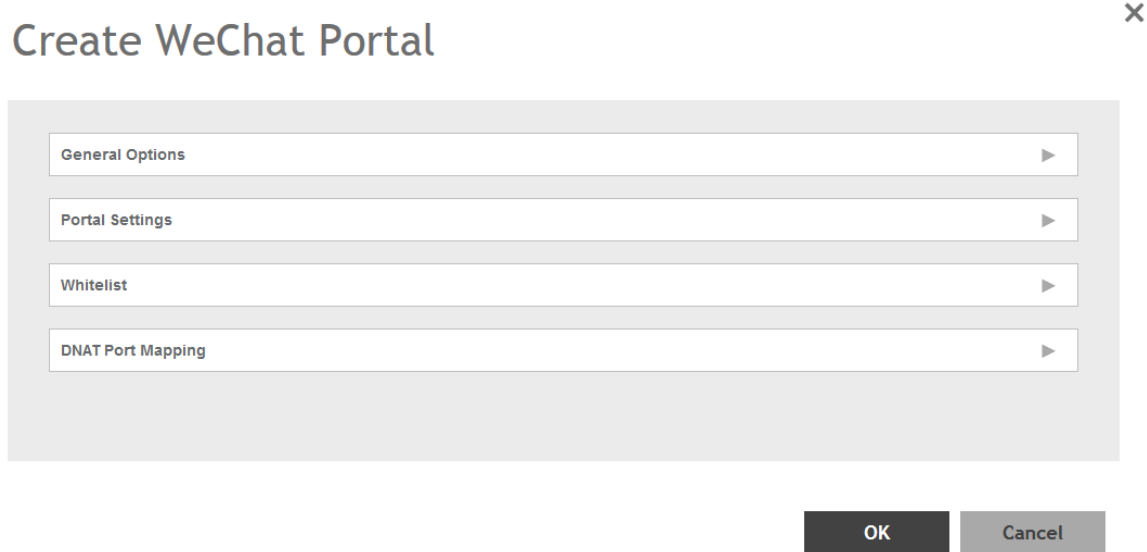 Create WeChat Portal
General Options
Portal Settings
Whitelist
DNAT Port Mapping
OK
Cancel